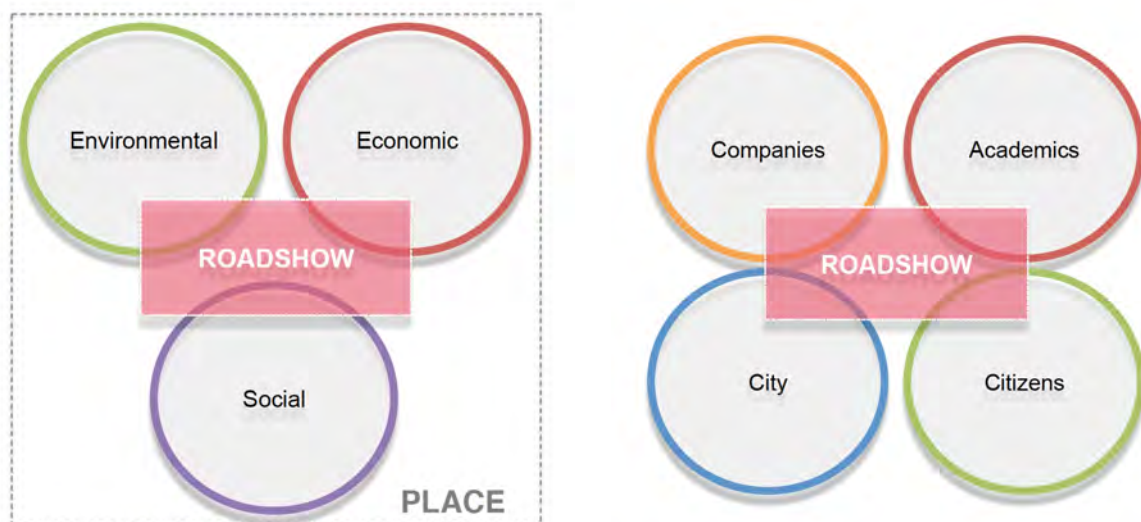 Environmental
Economic
ROADSHOW
Social
PLACE
Companies
Academics
ROADSHOW
City
Citizens